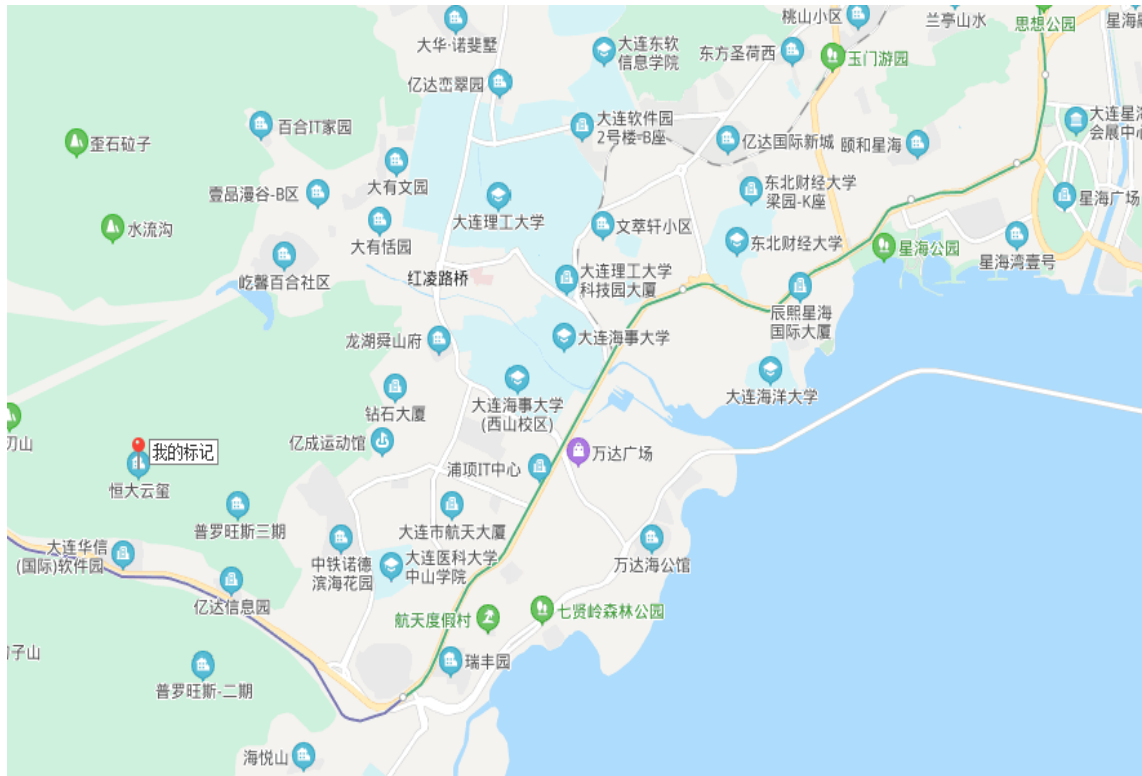 桃山小区
兰亭山水
思想公园
星海
大华·诺斐墅
大连东软
信息学院
东方圣荷西
玉门游园
亿达峦翠园
大连软件园
2号楼-B座
大连星海
会展中心
百合IT家园
歪石砬子
亿达国际新城
颐和星海
大有文园
壹品漫谷-B区
东北财经大学
梁园-K座
星海广场
大连理工大学
水流沟
大有恬园
文萃轩小区
东北财经大学
星海公园
星海湾壹号
屹馨百合社区
红凌路桥
大连理工大学
科技园大厦
辰熙星海
国际大厦
龙湖舜山府
大连海事大学
大连海洋大学
钻石大厦
大连海事大学
(西山校区)
刃山
我的标记
亿成运动馆
万达广场
浦项IT中心
恒大云玺
普罗旺斯三期
大连市航天大厦
大连华信
(国际)软件园
中铁诺德
滨海花园
大连医科大学
中山学院
万达海公馆
亿达信息园
航天度假村
七贤岭森林公园
子山
瑞丰园
普罗旺斯-二期
海悦山